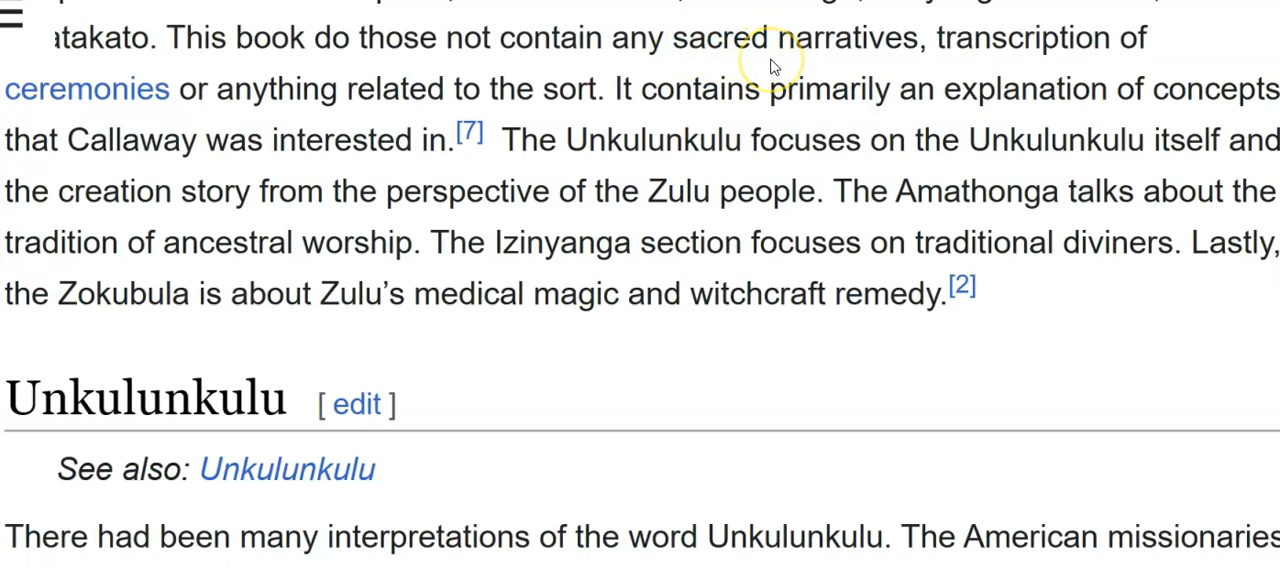 atakato. This book do those not contain any sacred narratives, transcription of
ceremonies or anything related to the sort. It contains primarily an explanation of concepts
that Callaway was interested in.[7] The Unkulunkulu focuses on the Unkulunkulu itself and
the creation story from the perspective of the Zulu people. The Amathonga talks about the
tradition of ancestral worship. The Izinyanga section focuses on traditional diviners. Lastly,
the Zokubula is about Zulu’s medical magic and witchcraft remedy.[2]
Unkulunkulu [ edit ]
See also: Unkulunkulu
There had been many interpretations of the word Unkulunkulu. The American missionaries